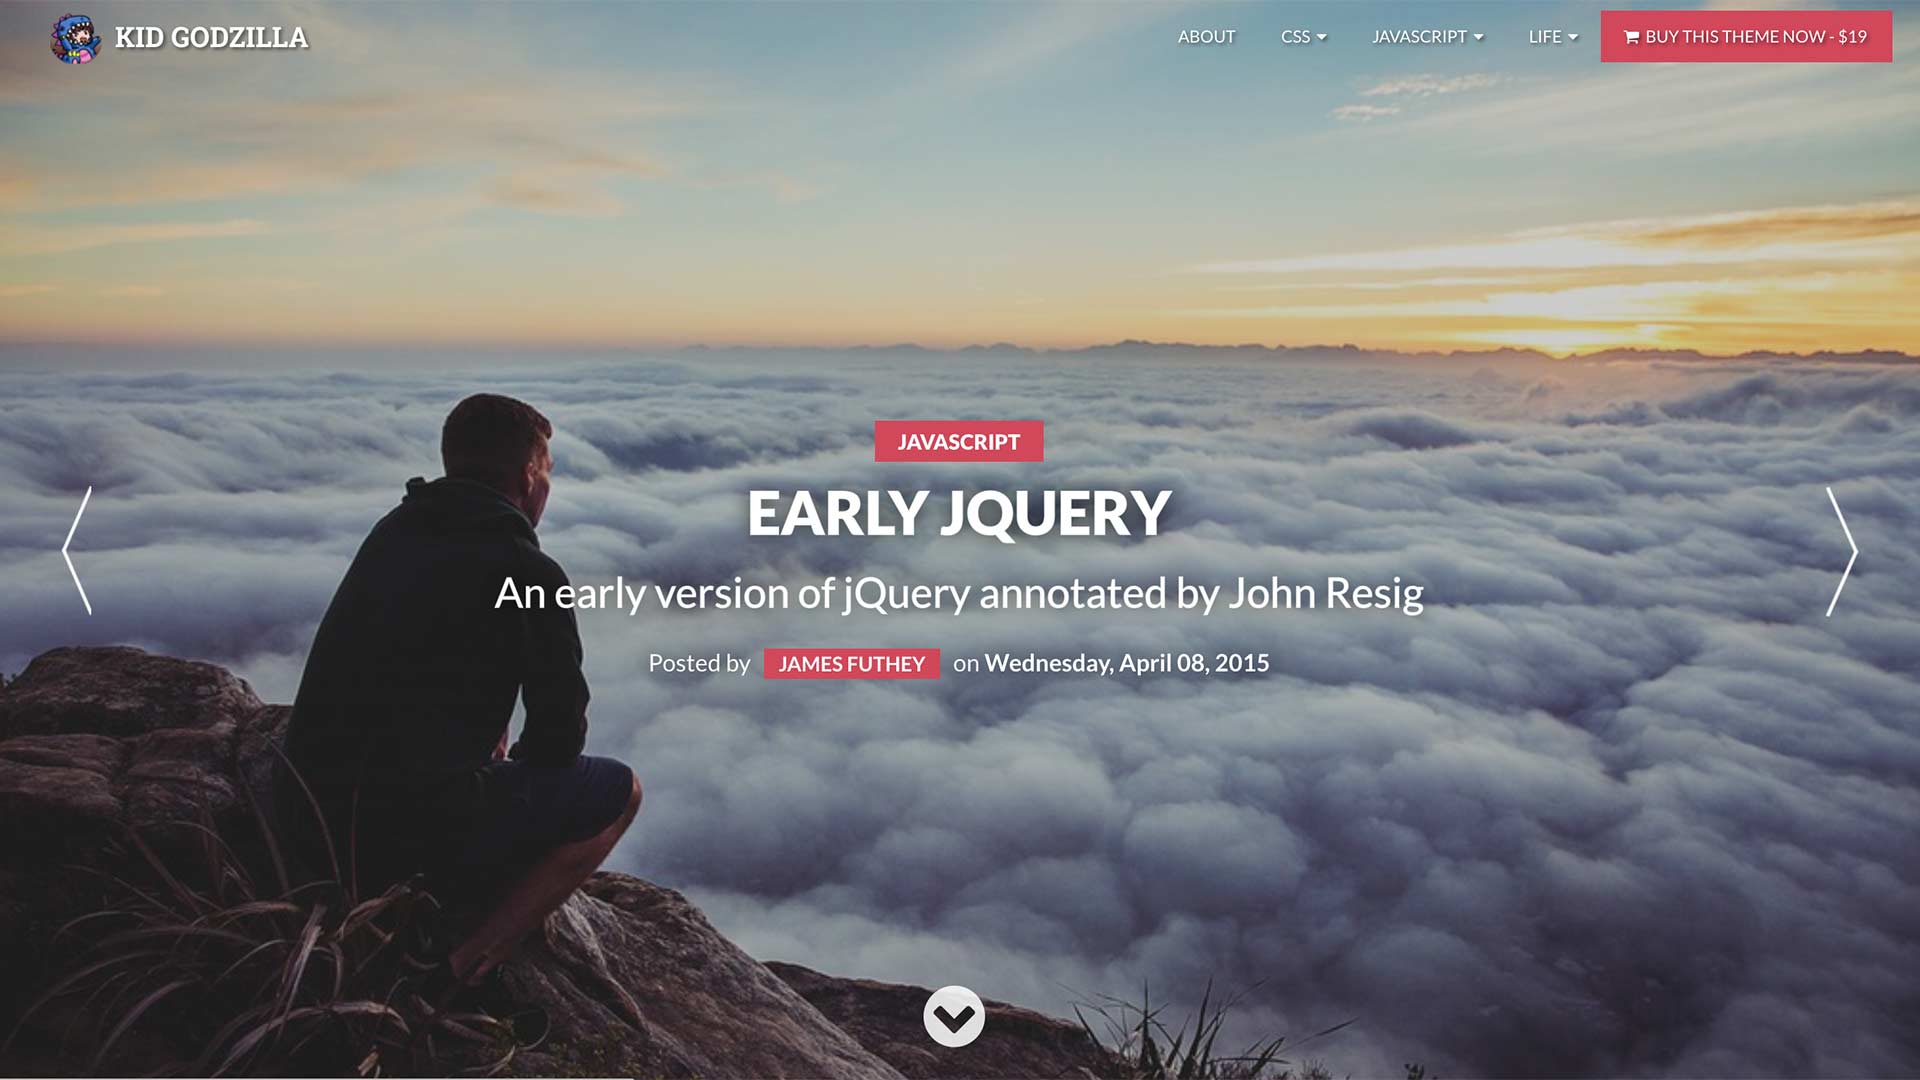 KID GODZILLA
ABOUT CSS JAVASCRIPT LIFE BUY THIS THEME NOW - $19
JAVASCRIPT
EARLY JQUERY
An early version of jQuery annotated by John Resig
Posted by JAMES FUTHEY on Wednesday, April 08, 2015